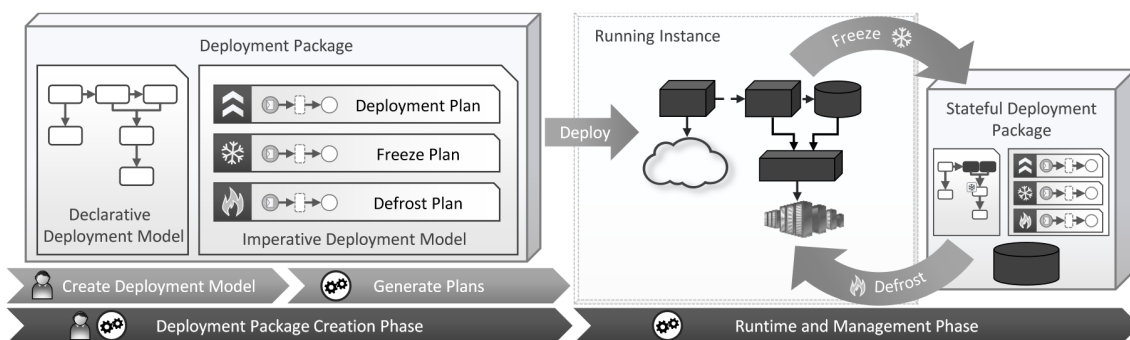 Deployment Package
Declarative
Deployment Model
Deployment Plan
Freeze Plan
Defrost Plan
Imperative Deployment Model
Deploy
Running Instance
Freeze
Stateful Deployment
Package
Defrost
Create Deployment Model
Generate Plans
Deployment Package Creation Phase
Runtime and Management Phase